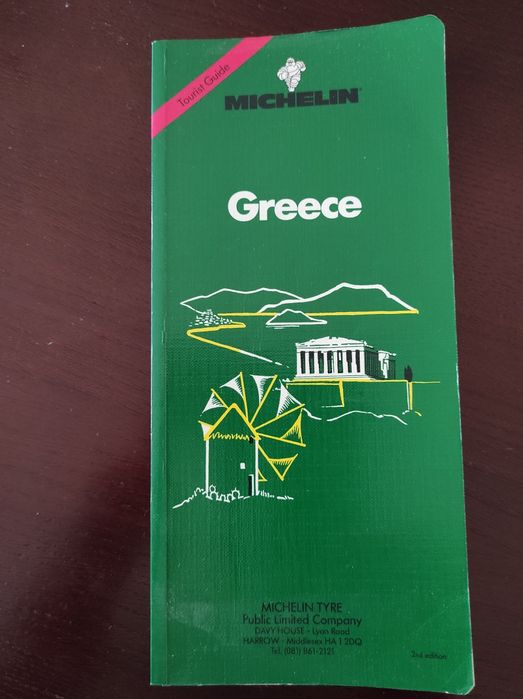 Tourist Guide
MICHELIN
Greece
MICHELIN TYRE
Public Limited Company
DAVY HOUSE - Lyon Road
HARROW - Middlesex HA 1 2DQ
Tel. (081) 861-2121
2nd edition